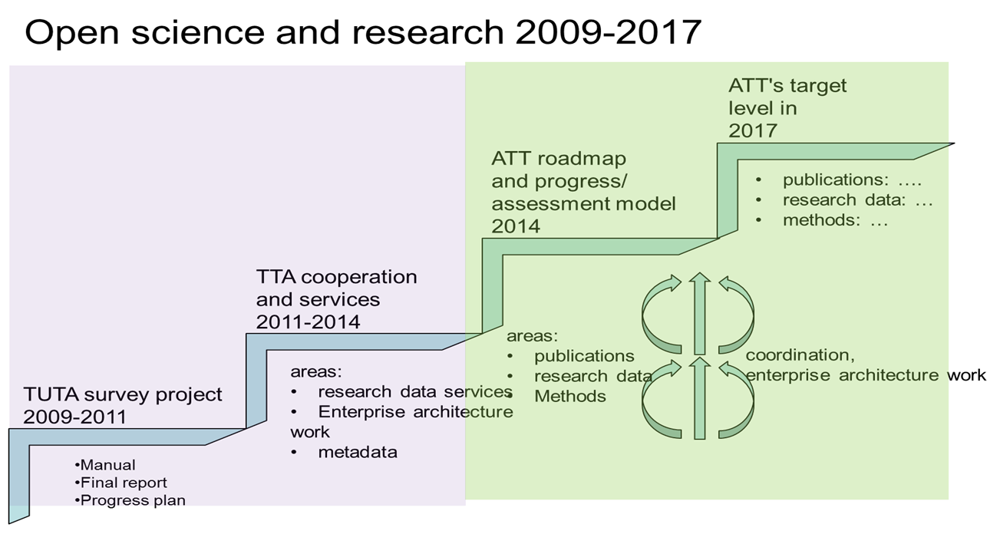 Open science and research 2009-2017
TUTA survey project
2009-2011
•Manual
•Final report
•Progress plan
TTA cooperation
and services
2011-2014
areas:
• research data services
• Enterprise architecture
work
• metadata
ATT roadmap
and progress/
assessment model
2014
areas:
• publications
• research data
• Methods
coordination,
enterprise architecture work
ATT's target
level in
2017
• publications: ….
• research data: …
• methods: …